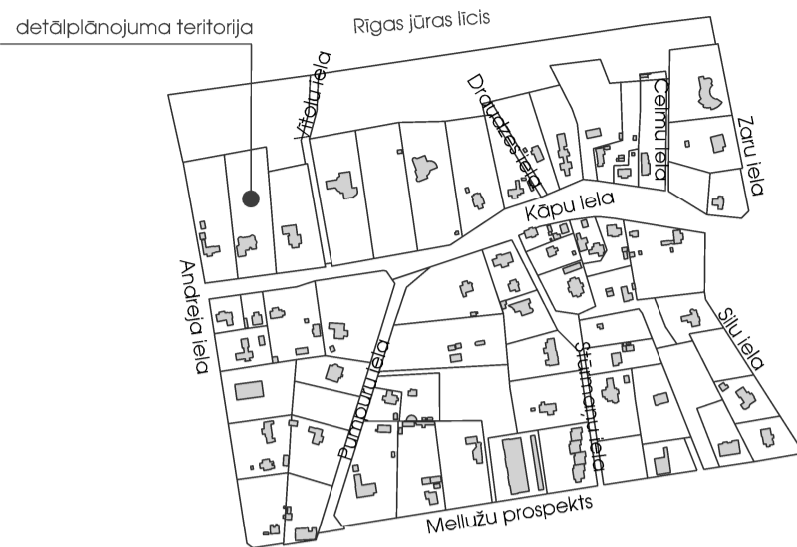 detālplānojuma teritorija
Rīgas jūras līcis
Vītolu iela
Draudzes iela
Ceļmu iela
Zaru iela
Kāpu iela
Andreja iela
Pumpuru iela
Stūrmaņu iela
Silu iela
Mellužu prospekts